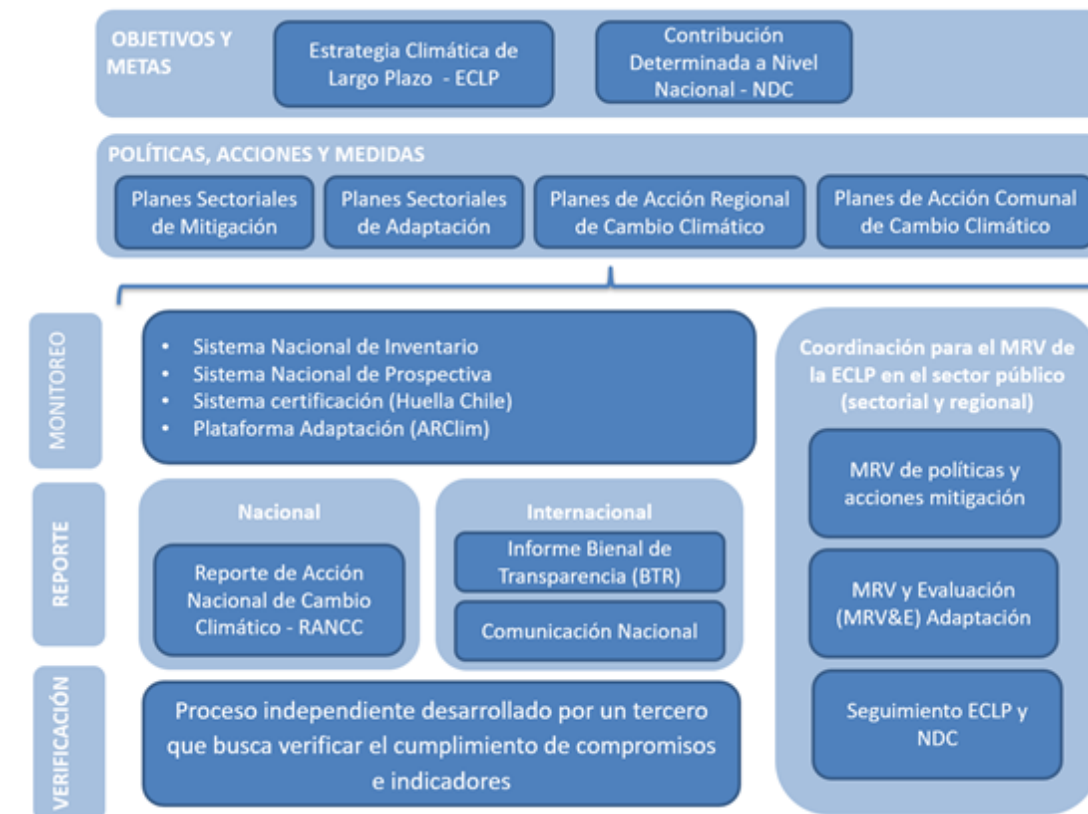 OBJETIVOS Y
METAS
Estrategia Climática de
Largo Plazo - ECLP
Contribución
Determinada a Nivel
Nacional - NDC
POLÍTICAS, ACCIONES Y MEDIDAS
Planes Sectoriales
de Mitigación
Planes Sectoriales
de Adaptación
Planes de Acción Regional
de Cambio Climático
Planes de Acción Comunal
de Cambio Climático
MONITOREO
• Sistema Nacional de Inventario
• Sistema Nacional de Prospectiva
• Sistema certificación (Huella Chile)
• Plataforma Adaptación (ARClim)
REPORTE
Nacional
Reporte de Acción
Nacional de Cambio
Climático - RANCC
Internacional
Informe Bienal de
Transparencia (BTR)
Comunicación Nacional
VERIFICACIÓN
Proceso independiente desarrollado por un tercero
que busca verificar el cumplimiento de compromisos
e indicadores
Coordinación para el MRV de
la ECLP en el sector público
(sectorial y regional)
MRV de políticas y
acciones mitigación
MRV y Evaluación
(MRV&E) Adaptación
Seguimiento ECLP y
NDC